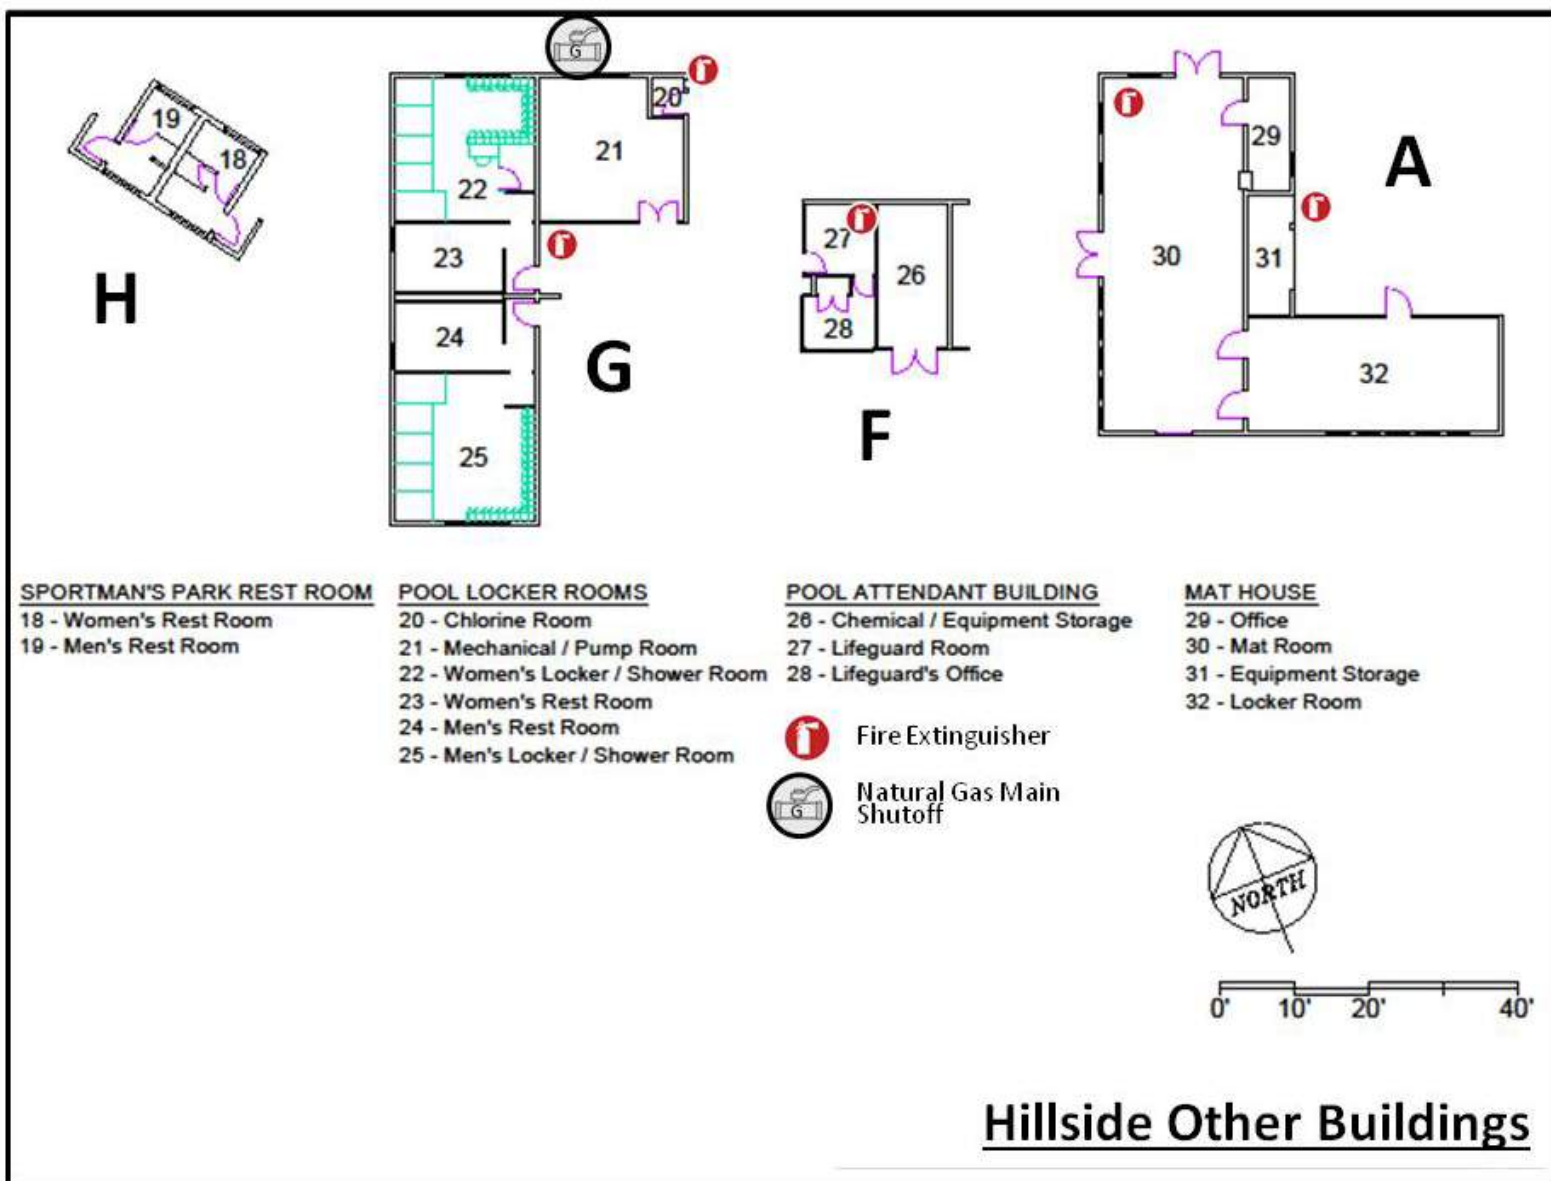 G
20
19
18
21
22
23
24
25
H
G
27
26
28
F
29
30
31
32
A
SPORTMAN'S PARK REST ROOM
18 - Women's Rest Room
19 - Men's Rest Room
POOL LOCKER ROOMS
20 - Chlorine Room
21 - Mechanical / Pump Room
22 - Women's Locker / Shower Room
23 - Women's Rest Room
24 - Men's Rest Room
25 - Men's Locker / Shower Room
POOL ATTENDANT BUILDING
26 - Chemical / Equipment Storage
27 - Lifeguard Room
28 - Lifeguard's Office
MAT HOUSE
29 - Office
30 - Mat Room
31 - Equipment Storage
32 - Locker Room
Fire Extinguisher
G
Natural Gas Main
Shutoff
NORTH
0' 10' 20' 40'
Hillside Other Buildings